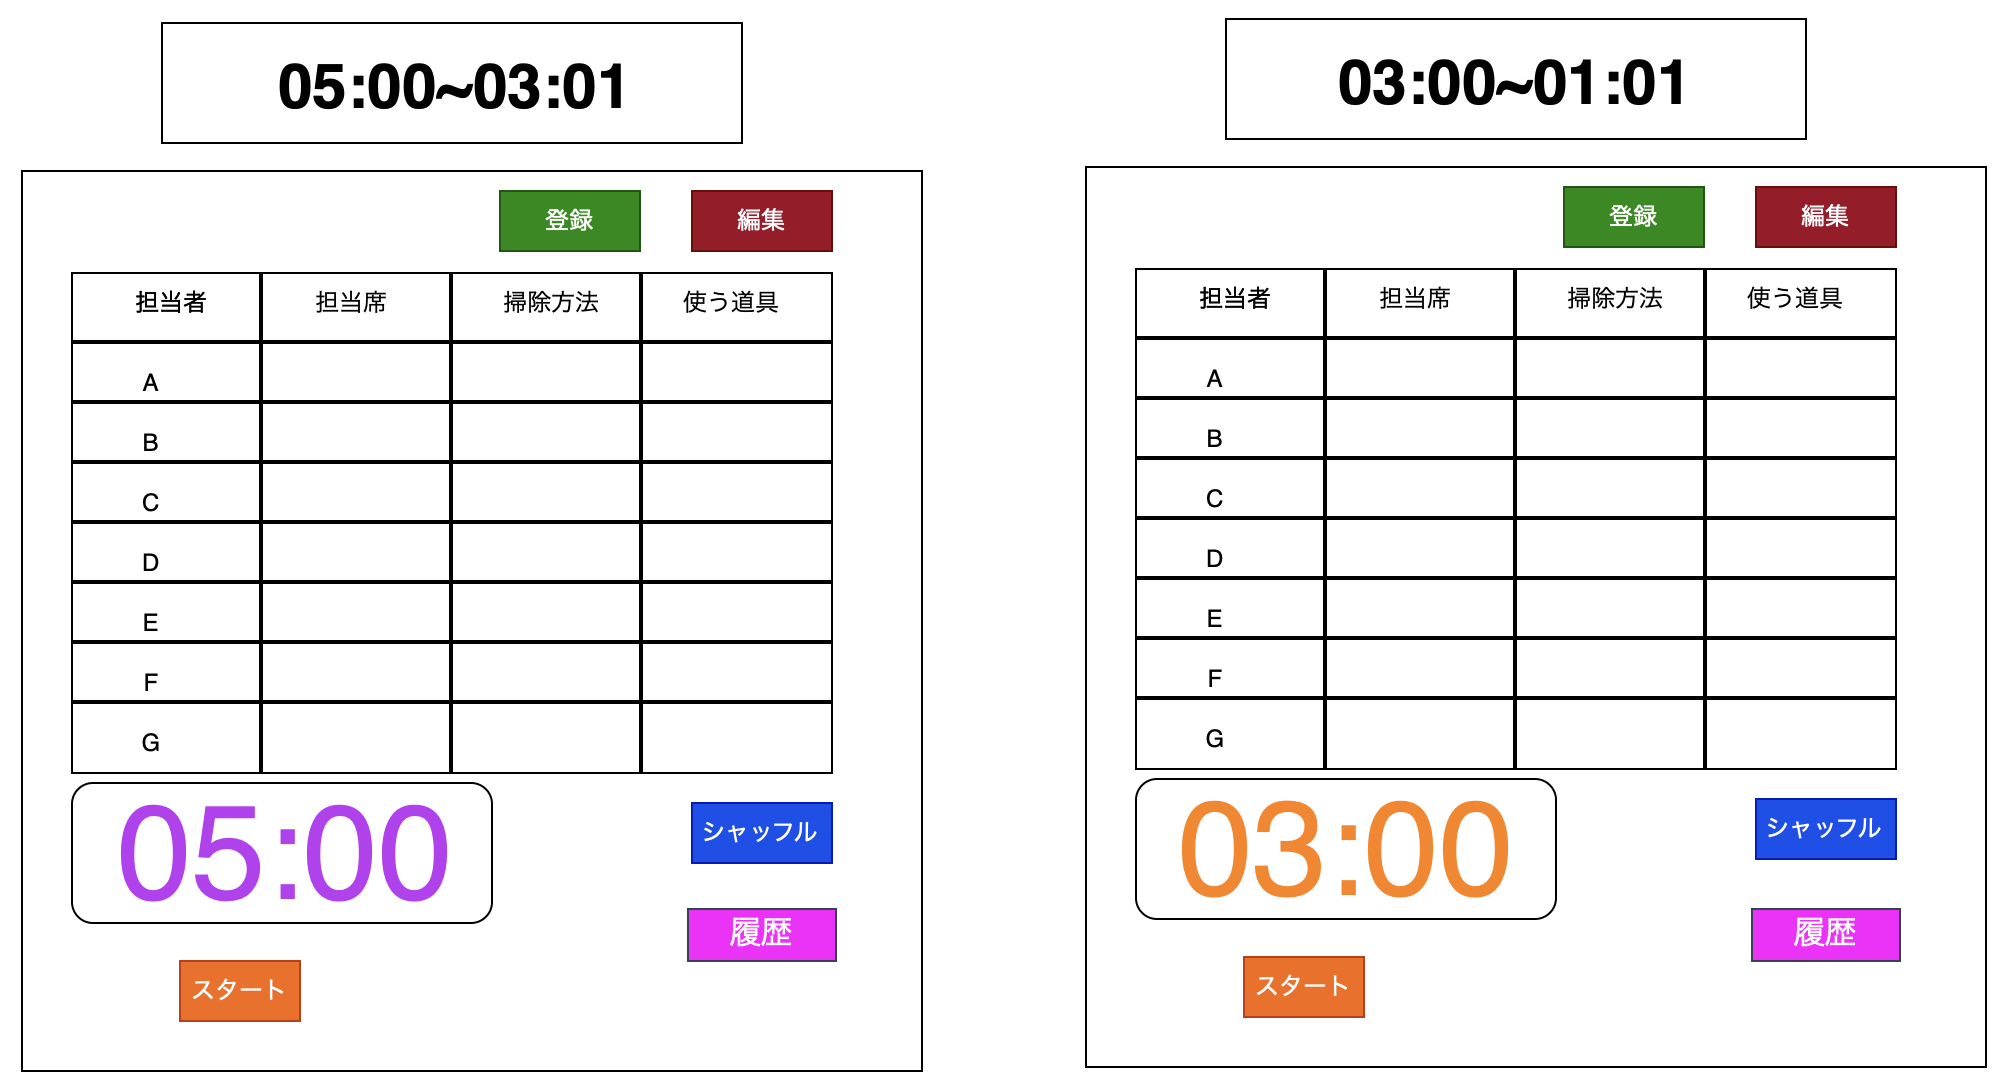 05:00~03:01
登録
編集
担当者
担当席
掃除方法
使う道具
A
B
C
D
E
F
G
05:00
シャッフル
履歴
スタート
03:00~01:01
登録
編集
担当者
担当席
掃除方法
使う道具
A
B
C
D
E
F
G
03:00
シャッフル
履歴
スタート